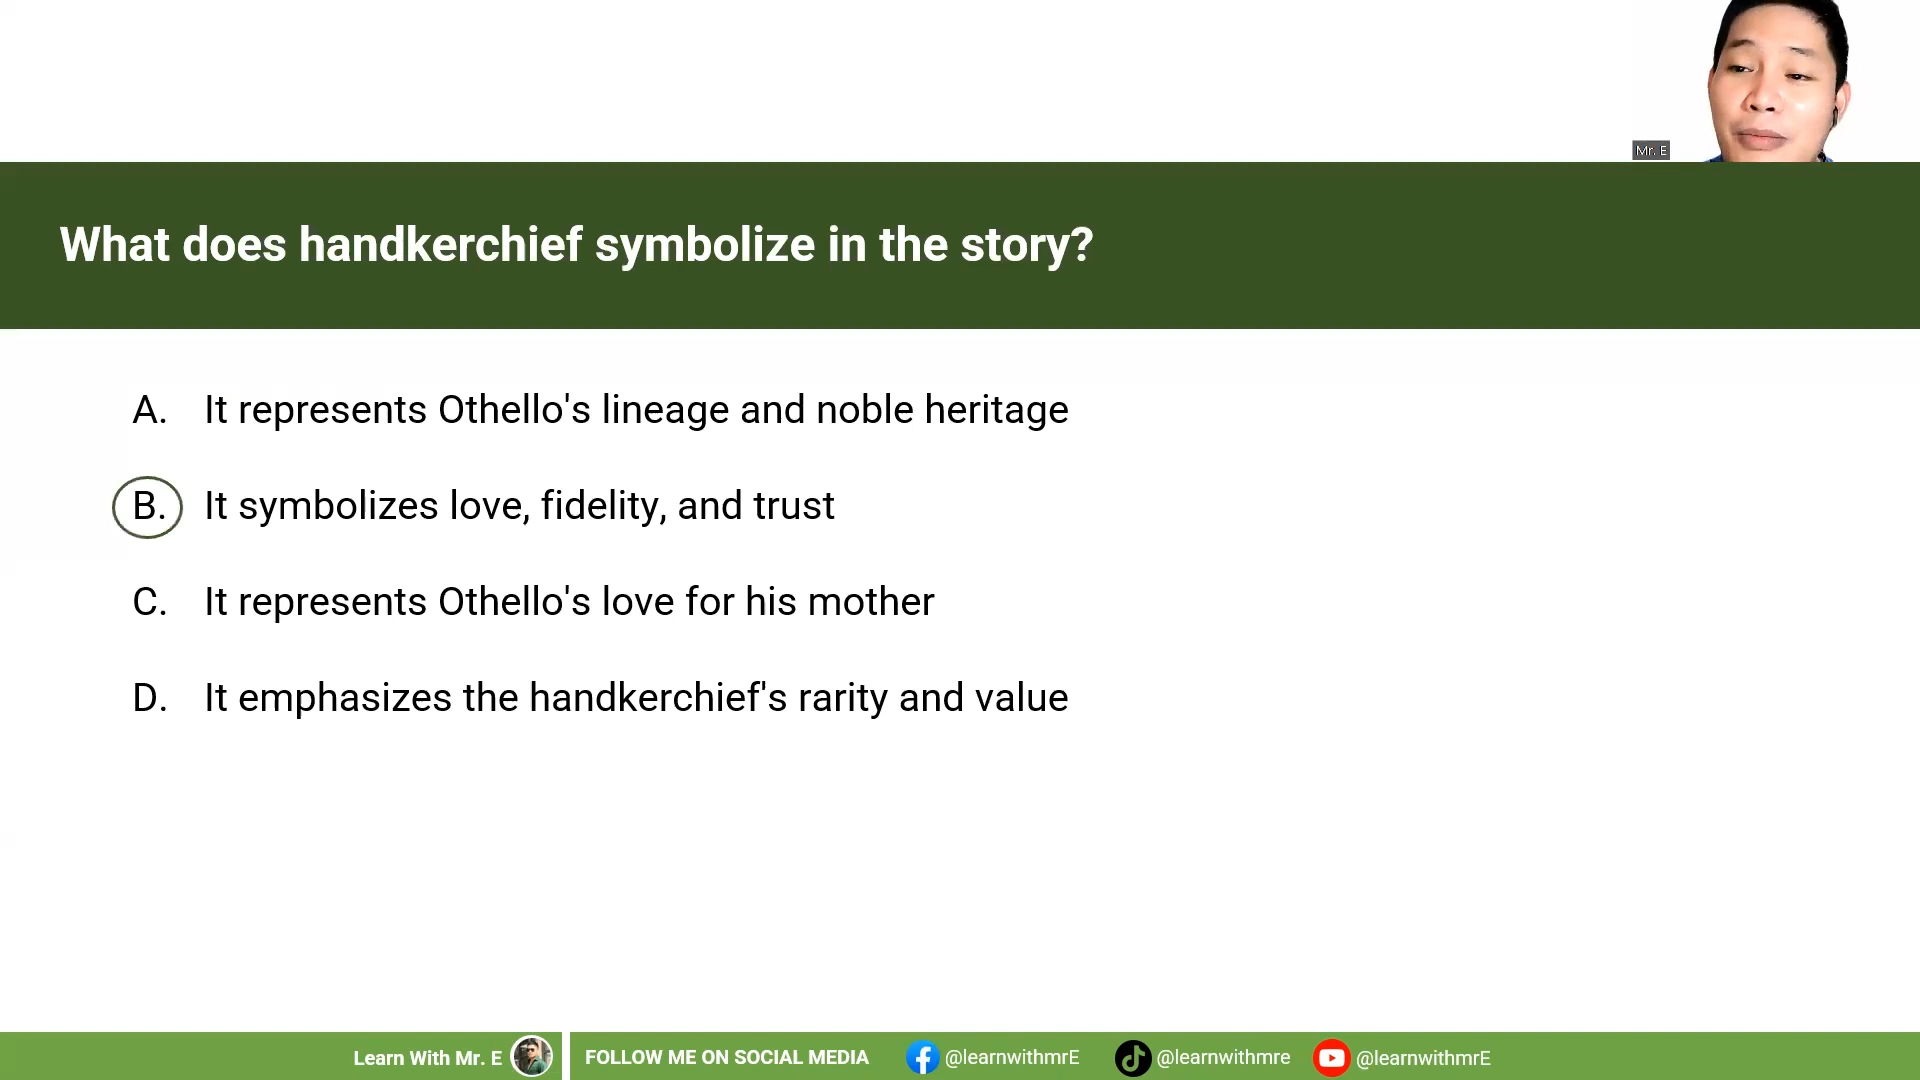 Mr. E
What does handkerchief symbolize in the story?
A. It represents Othello's lineage and noble heritage
B. It symbolizes love, fidelity, and trust
C. It represents Othello's love for his mother
D. It emphasizes the handkerchief's rarity and value
Learn With Mr. E FOLLOW ME ON SOCIAL MEDIA @learnwithmrE @learnwithmre @learnwithmrE